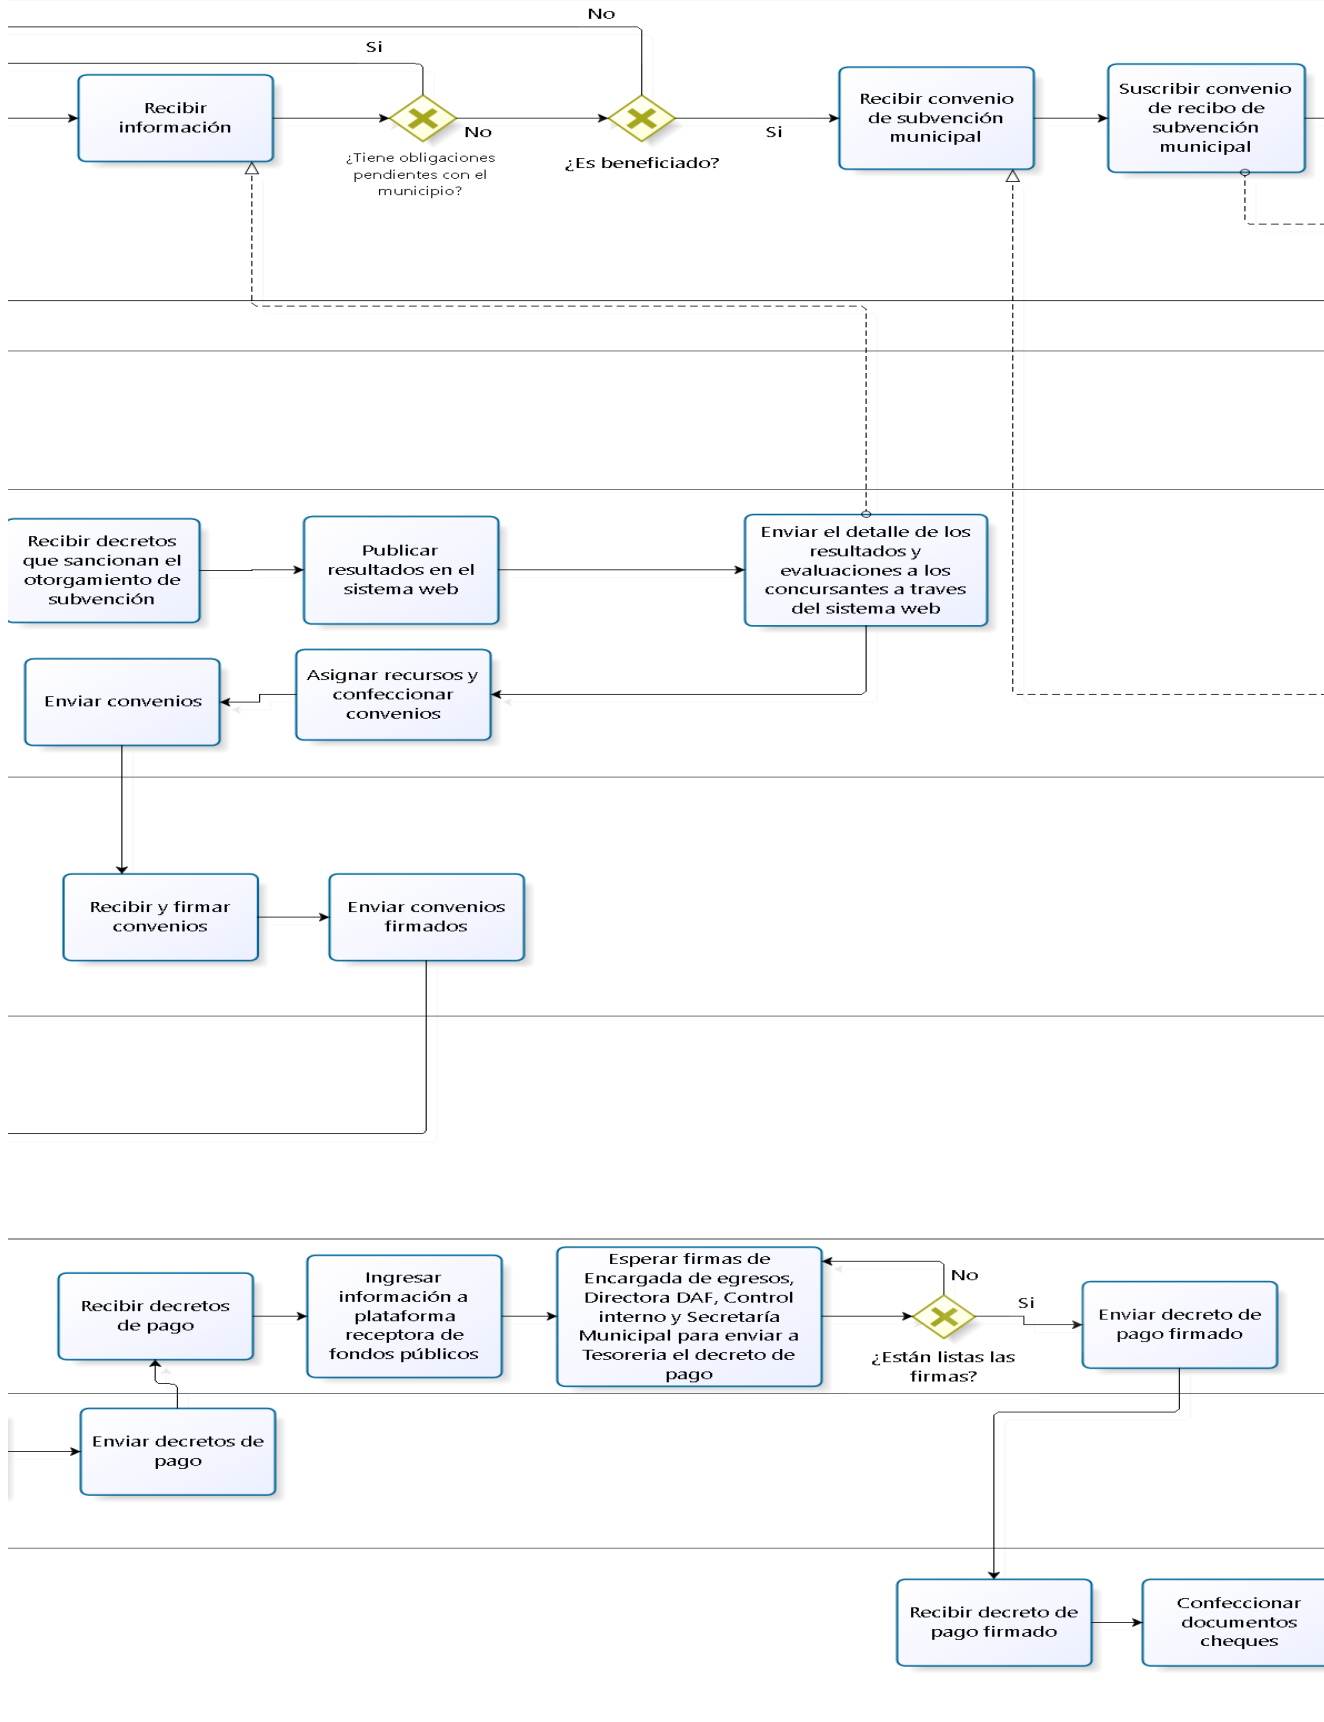 No
Si
Recibir
información
No
¿Tiene obligaciones
pendientes con el
municipio?
¿Es beneficiado?
Si
Recibir convenio
de subvención
municipal
Suscribir convenio
de recibo de
subvención
municipal
Recibir decretos
que sancionan el
otorgamiento de
subvención
Publicar
resultados en el
sistema web
Enviar el detalle de los
resultados y
evaluaciones a los
concursantes a traves
del sistema web
Enviar convenios
Asignar recursos y
confeccionar
convenios
Recibir y firmar
convenios
Enviar convenios
firmados
Recibir decretos
de pago
Ingresar
información a
plataforma
receptora de
fondos públicos
Esperar firmas de
Encargada de egresos,
Directora DAF, Control
interno y Secretaría
Municipal para enviar a
Tesoreria el decreto de
pago
No
¿Están listas las
firmas?
Si
Enviar decreto de
pago firmado
Enviar decretos de
pago
Recibir decreto de
pago firmado
Confeccionar
documentos
cheques